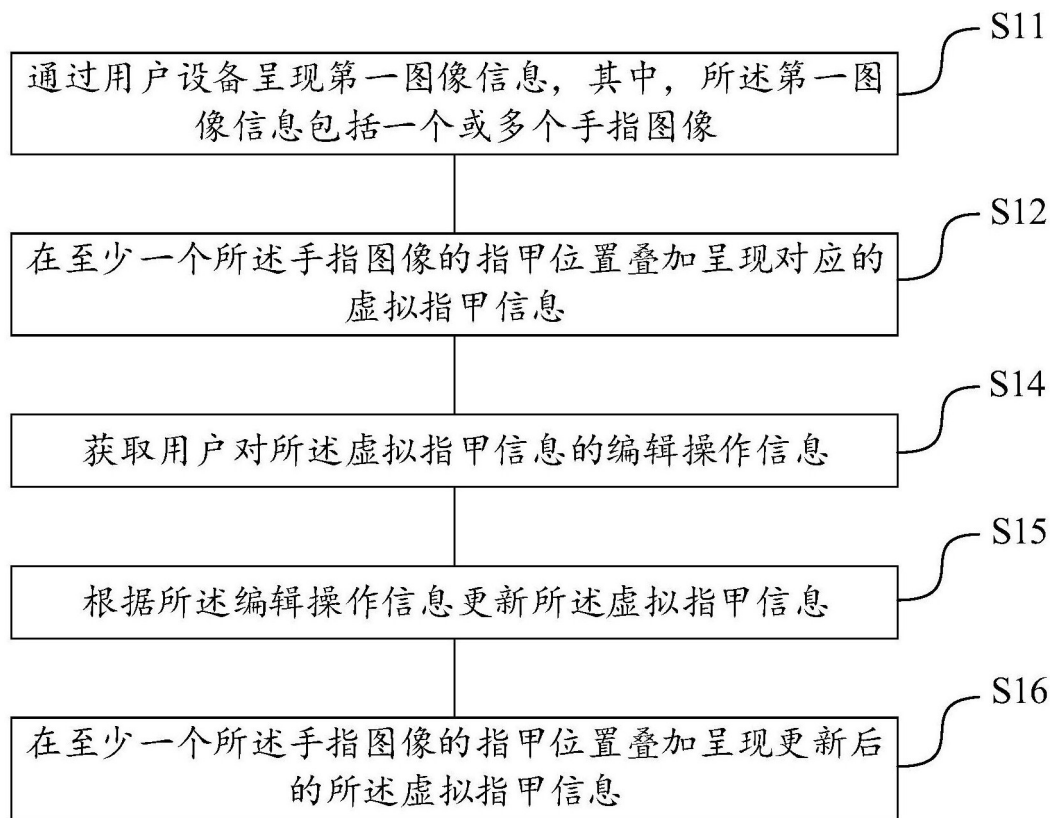 S11
通过用户设备呈现第一图像信息，其中，所述第一图
像信息包括一个或多个手指图像
S12
在至少一个所述手指图像的指甲位置叠加呈现对应的
虚拟指甲信息
S14
获取用户对所述虚拟指甲信息的编辑操作信息
S15
根据所述编辑操作信息更新所述虚拟指甲信息
S16
在至少一个所述手指图像的指甲位置叠加呈现更新后
的所述虚拟指甲信息